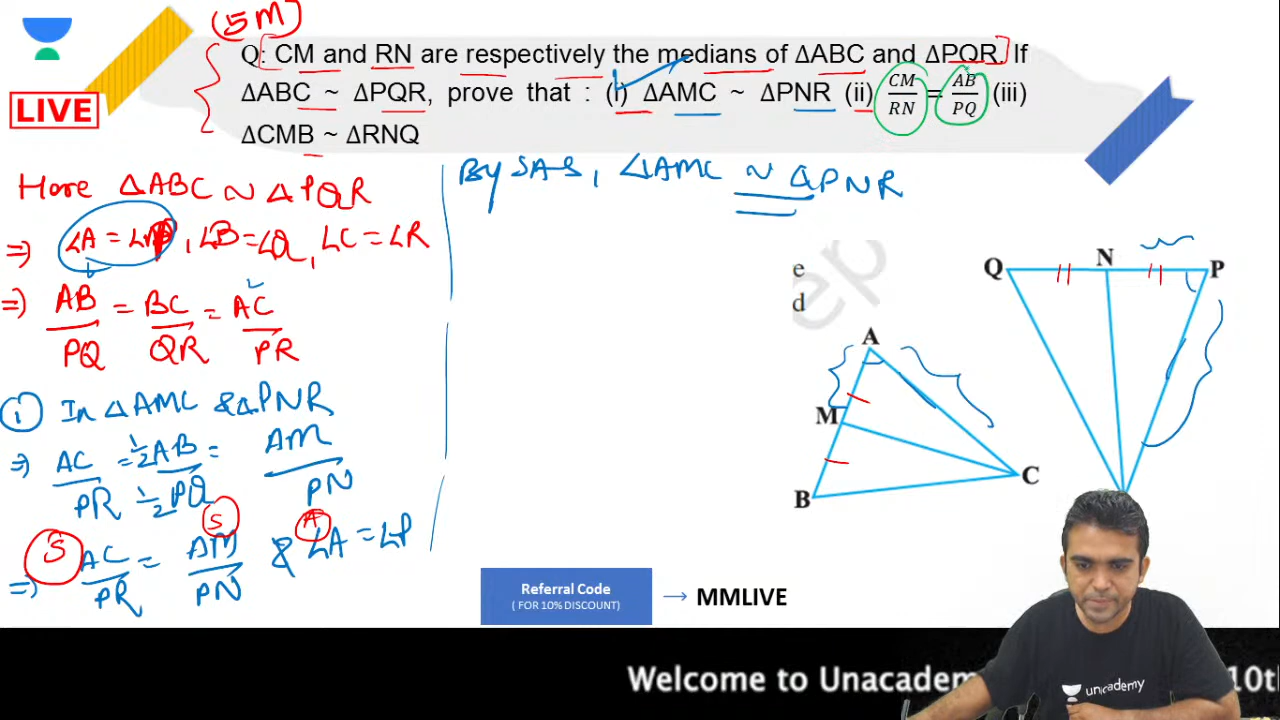 (5M)
Q: CM and RN are respectively the medians of ΔABC and ΔPQR. If
ΔABC ~ ΔPQR, prove that : (i) ΔAMC ~ ΔPNR (ii) CM/RN = AB/PQ (iii)
ΔCMB ~ ΔRNQ
LIVE
Here ΔABC ~ ΔPQR
⇒ ∠A = ∠P, ∠B = ∠Q, ∠C = ∠R
⇒ AB/PQ = BC/QR = AC/PR
(i) In ΔAMC & ΔPNR
⇒ AC/PR = ½AB/½PQ = AM/PN
S S A
⇒ AC/PR = AM/PN & ∠A = ∠P
By SAS, ΔAMC ~ ΔPNR
e
d
ep
Q N P
A
M
B C
Referral Code
( FOR 10% DISCOUNT)
→ MMLIVE
unacademy
Welcome to Unacadem
10t